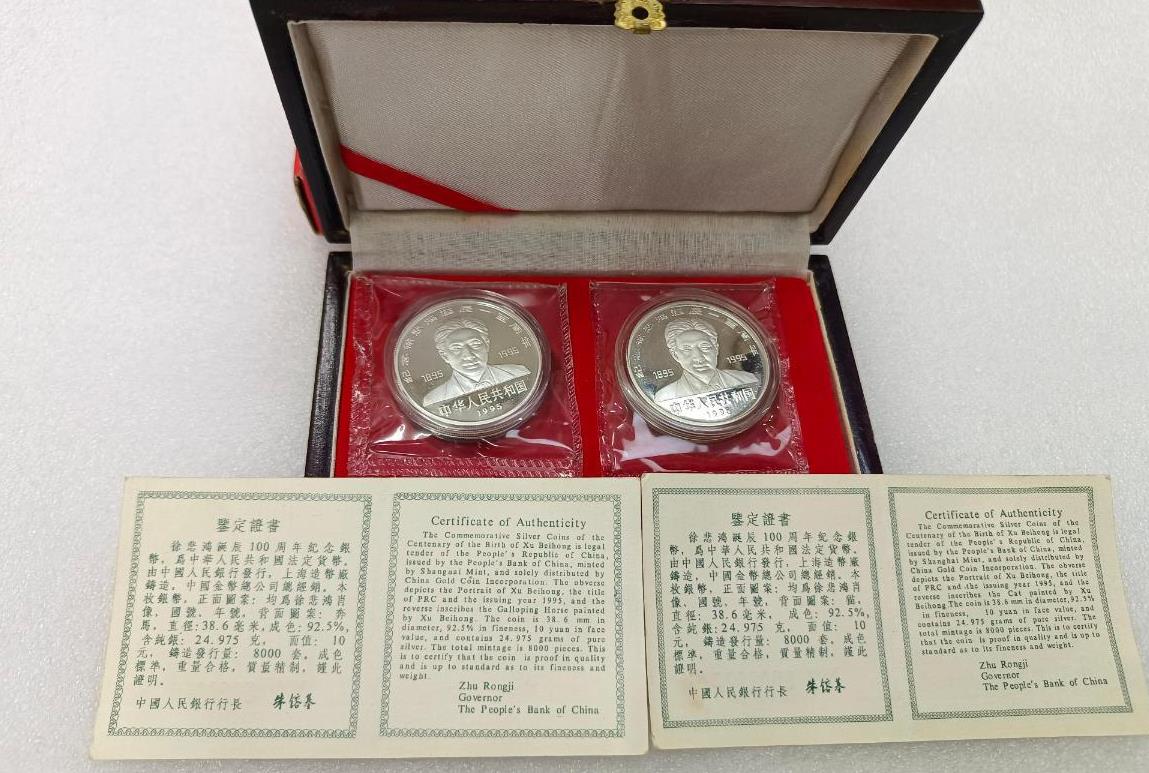 紀念徐悲鴻誕辰一百周年
1895
1995
中华人民共和国
1995
紀念徐悲鴻誕辰一百周年
1895
1995
中华人民共和国
1995
鑒定證書
徐悲鴻誕辰100周年紀念銀
幣，爲中華人民共和國法定貨幣。
由中國人民銀行發行，上海造幣廠
鑄造，中國金幣總公司總經銷。本
枚銀幣，正面圖案：均爲徐悲鴻肖
像、國號、年號，背面圖案：奔
馬，直徑：38.6毫米，成色：92.5%，
含純銀：24.975 克， 面值： 10
元，鑄造發行量： 8000 套。成色
標準，重量合格，質量精制，謹此
證明。
中國人民銀行行長 朱鎔基
Certificate of Authenticity
The Commemorative Silver Coins of the
Centenary of the Birth of Xu Beihong is legal
tender of the People's Republic of China,
issued by the People's Bank of China, minted
by Shangaai Mint, and solely distributed by
China Gold Coin Incorporation. The obverse
depicts the Portrait of Xu Beihong, the title
of PRC and the issuing year 1995, and the
reverse inscribes the Galloping Horse painted
by Xu Beihong. The coin is 38.6 mm in
diameter, 92.5% in fineness, 10 yuan in face
value, and contains 24.975 grams of pure
silver. The total mintage is 8000 pieces. This
is to certify that the coin is proof in quality
and is up to standard as to its fineness and
weight.
Zhu Rongji
Governor
The People's Bank of China
鑒定證書
徐悲鴻誕辰100周年紀念銀
幣，爲中華人民共和國法定貨幣。
由中國人民銀行發行，上海造幣廠
鑄造，中國金幣總公司總經銷。本
枚銀幣，正面圖案：均爲徐悲鴻肖
像、國號、年號，背面圖案：貓，
直徑：38.6毫米，成色：92.5%，
含純銀：24.975 克， 面值： 10
元，鑄造發行量： 8000套。成色
標準，重量合格，質量精制，謹此
證明。
中國人民銀行行長 朱鎔基
Certificate of Authenticity
The Commemorative Silver Coins of the
Centenary of the Birth of Xu Beihong is legal
tender of the People's Republic of China,
issued by the People's Bank of China, minted
by Shanghai Mint, and solely distributed by
China Gold Coin Incorporation. The obverse
depicts the Portrait of Xu Beihong, the title
of PRC and the issuing year 1995, and the
reverse inscribes the Cat painted by Xu
Beihong. The coin is 38.6 mm in diameter, 92.5%
in fineness, 10 yuan in face value, and
contains 24.975 grams of pure silver. The
total mintage is 8000 pieces. This is to certify
that the coin is proof in quality and is up to
standard as to its fineness and weight.
Zhu Rongji
Governor
The People's Bank of China